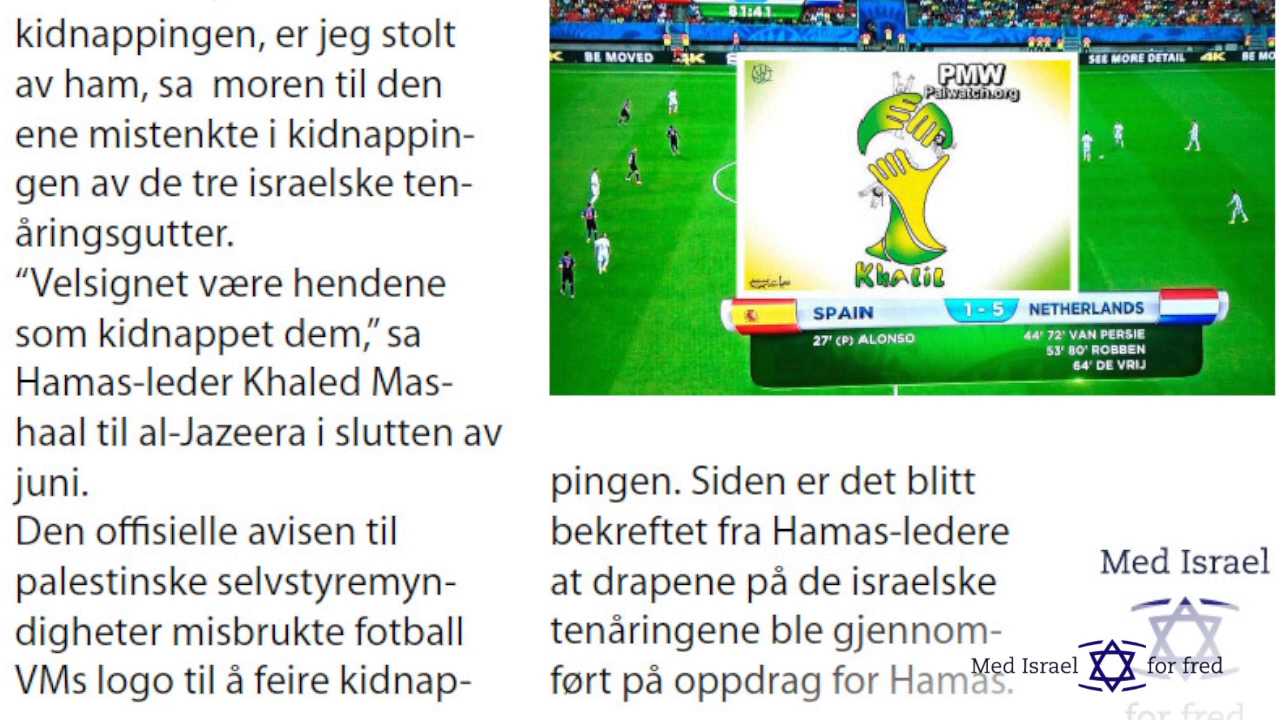 kidnappingen, er jeg stolt
av ham, sa moren til den
ene mistenkte i kidnappin-
gen av de tre israelske ten-
åringsgutter.
“Velsignet være hendene
som kidnappet dem,” sa
Hamas-leder Khaled Mas-
haal til al-Jazeera i slutten av
juni.
Den offisielle avisen til
palestinske selvstyremyn-
digheter misbrukte fotball
VMs logo til å feire kidnap-
81:41
BE MOVED
4K
SEE MORE DETAIL
4K
BE MO
PMW
Palwatch.org
Khalil
SPAIN 1 - 5 NETHERLANDS
27' (P) ALONSO
44' 72' VAN PERSIE
53' 80' ROBBEN
64' DE VRIJ
pingen. Siden er det blitt
bekreftet fra Hamas-ledere
at drapene på de israelske
tenåringene ble gjennom-
ført på oppdrag for Hamas.
Med Israel
for fred
Med Israel for fred